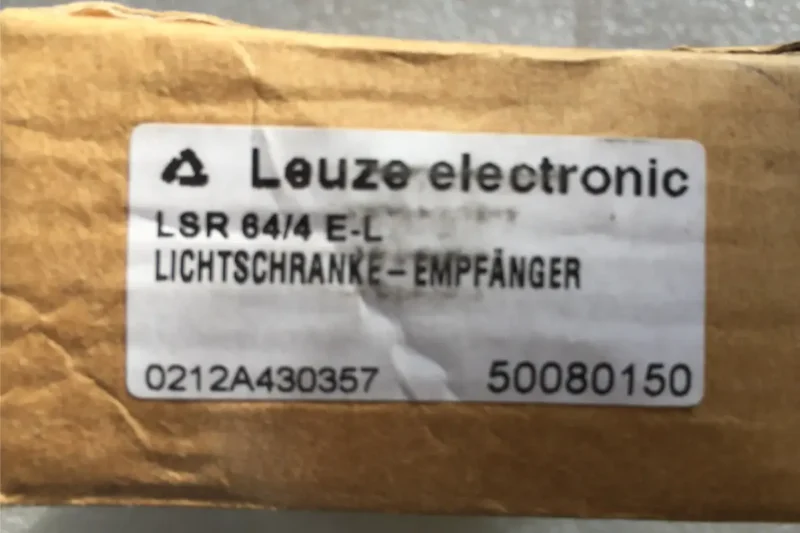 Leuze electronic
LSR 64/4 E-L
LICHTSCHRANKE-EMPFÄNGER
0212A430357 50080150